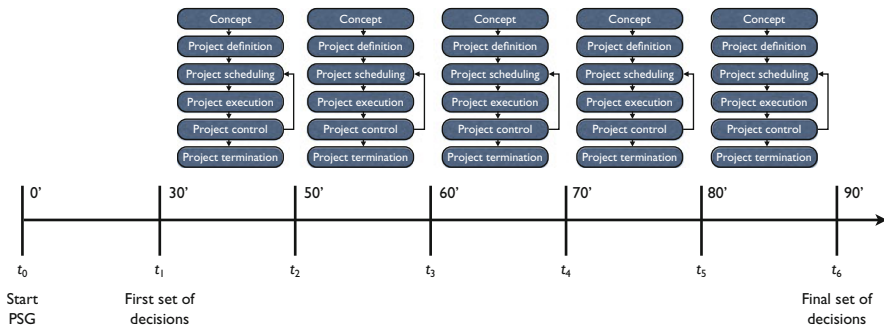 Concept Concept Concept Concept Concept
Project definition Project definition Project definition Project definition Project definition
Project scheduling Project scheduling Project scheduling Project scheduling Project scheduling
Project execution Project execution Project execution Project execution Project execution
Project control Project control Project control Project control Project control
Project termination Project termination Project termination Project termination Project termination
0' 30' 50' 60' 70' 80' 90'
t₀ t₁ t₂ t₃ t₄ t₅ t₆
Start First set of Final set of
PSG decisions decisions